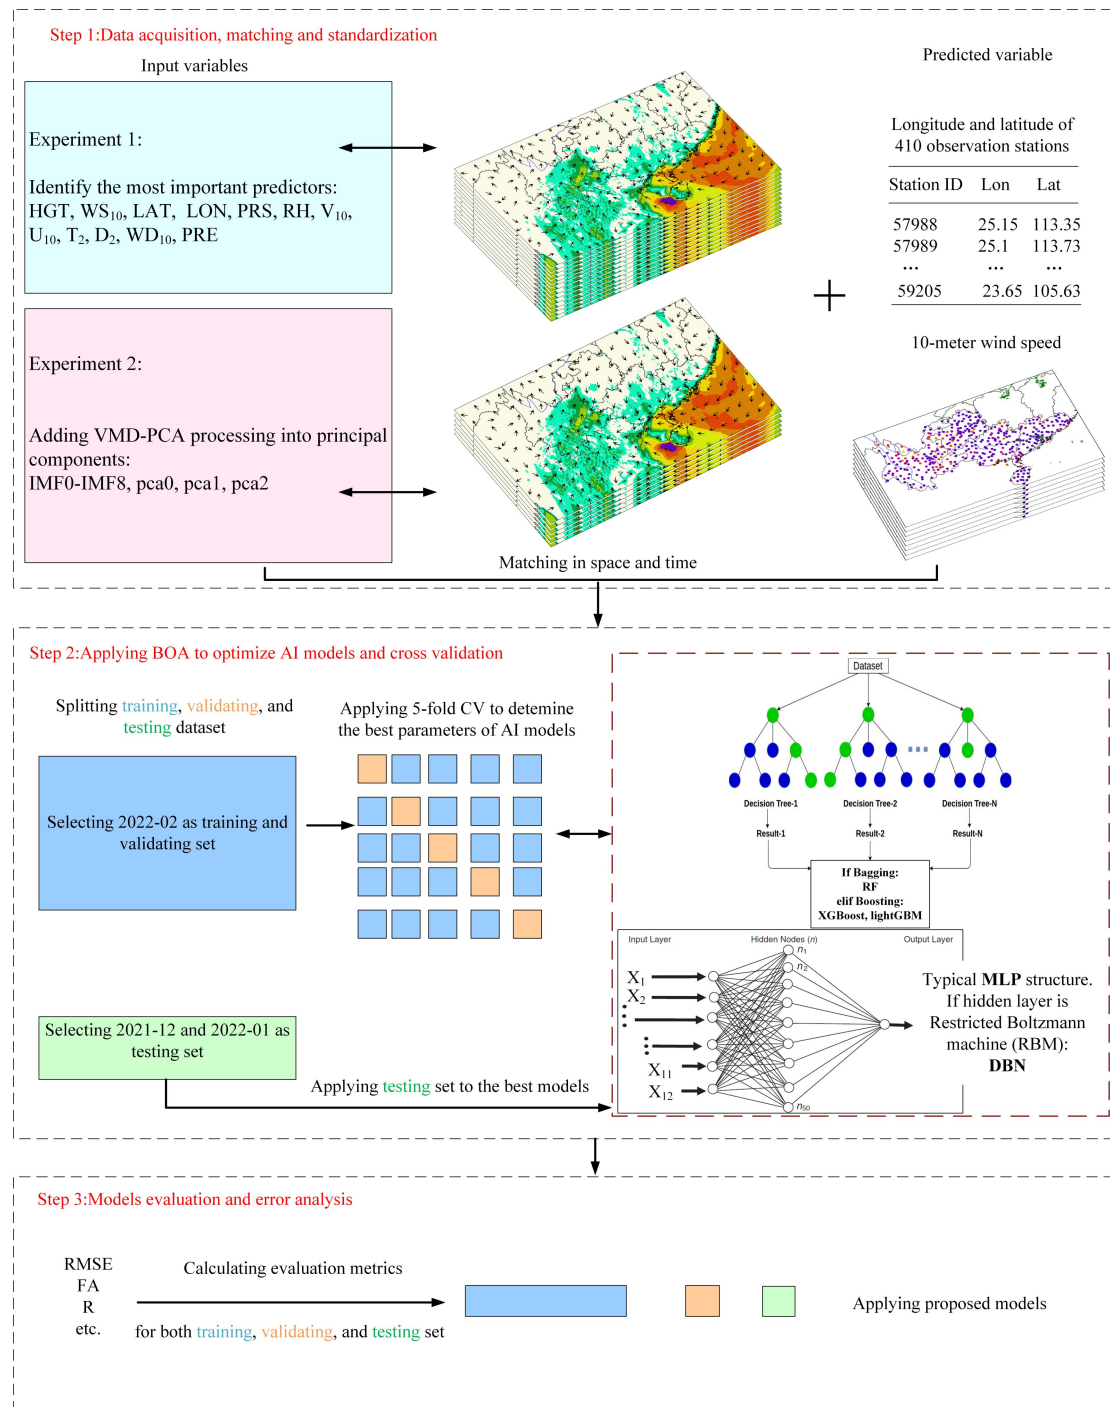 Step 1:Data acquisition, matching and standardization
Input variables
Predicted variable
Experiment 1:
Identify the most important predictors:
HGT, WS10, LAT, LON, PRS, RH, V10,
U10, T2, D2, WD10, PRE
Longitude and latitude of
410 observation stations
Station ID Lon Lat
57988 25.15 113.35
57989 25.1 113.73
... ... ...
59205 23.65 105.63
Experiment 2:
Adding VMD-PCA processing into principal
components:
IMF0-IMF8, pca0, pca1, pca2
10-meter wind speed
Matching in space and time
Step 2:Applying BOA to optimize AI models and cross validation
Splitting training, validating, and
testing dataset
Applying 5-fold CV to detemine
the best parameters of AI models
Selecting 2022-02 as training and
validating set
Dataset
Decision Tree-1 Decision Tree-2 Decision Tree-N
Result-1 Result-2 Result-N
If Bagging:
RF
elif Boosting:
XGBoost, lightGBM
Input Layer Hidden Nodes (n) Output Layer
n1
n2
n50
X1
X2
X11
X12
Typical MLP structure.
If hidden layer is
Restricted Boltzmann
machine (RBM):
DBN
Selecting 2021-12 and 2022-01 as
testing set
Applying testing set to the best models
Step 3:Models evaluation and error analysis
RMSE
FA
R
etc.
Calculating evaluation metrics
for both training, validating, and testing set
Applying proposed models